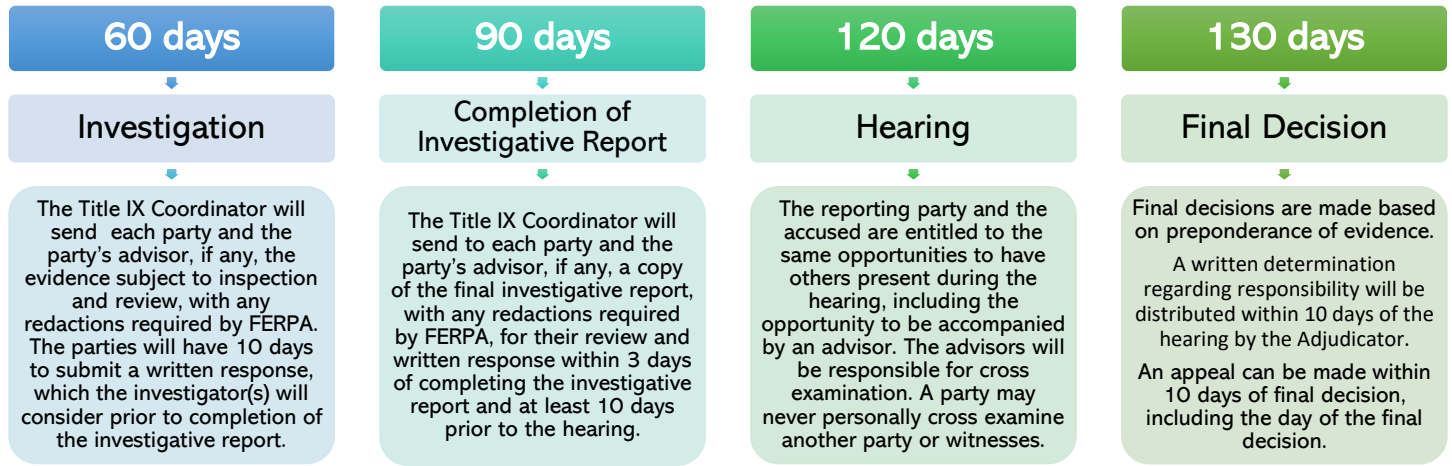 60 days
Investigation
The Title IX Coordinator will
send each party and the
party's advisor, if any, the
evidence subject to inspection
and review, with any
redactions required by FERPA.
The parties will have 10 days
to submit a written response,
which the investigator(s) will
consider prior to completion of
the investigative report.
90 days
Completion of
Investigative Report
The Title IX Coordinator will
send to each party and the
party's advisor, if any, a copy
of the final investigative report,
with any redactions required
by FERPA, for their review and
written response within 3 days
of completing the investigative
report and at least 10 days
prior to the hearing.
120 days
Hearing
The reporting party and the
accused are entitled to the
same opportunities to have
others present during the
hearing, including the
opportunity to be accompanied
by an advisor. The advisors will
be responsible for cross
examination. A party may
never personally cross examine
another party or witnesses.
130 days
Final Decision
Final decisions are made based
on preponderance of evidence.
A written determination
regarding responsibility will be
distributed within 10 days of the
hearing by the Adjudicator.
An appeal can be made within
10 days of final decision,
including the day of the final
decision.